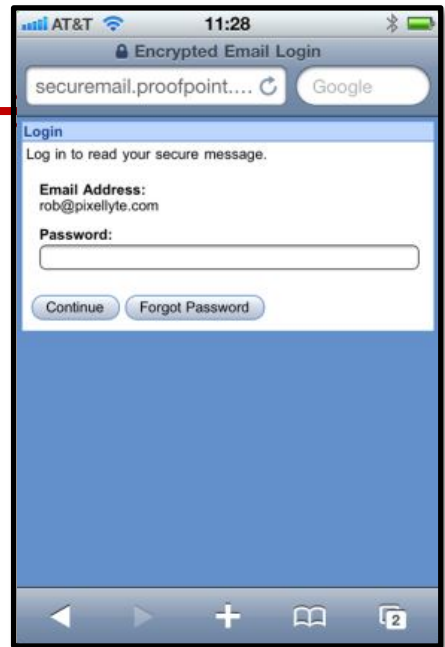 AT&T 11:28
Encrypted Email Login
securemail.proofpoint.... Google
Login
Log in to read your secure message.
Email Address:
rob@pixellyte.com
Password:
Continue Forgot Password
2